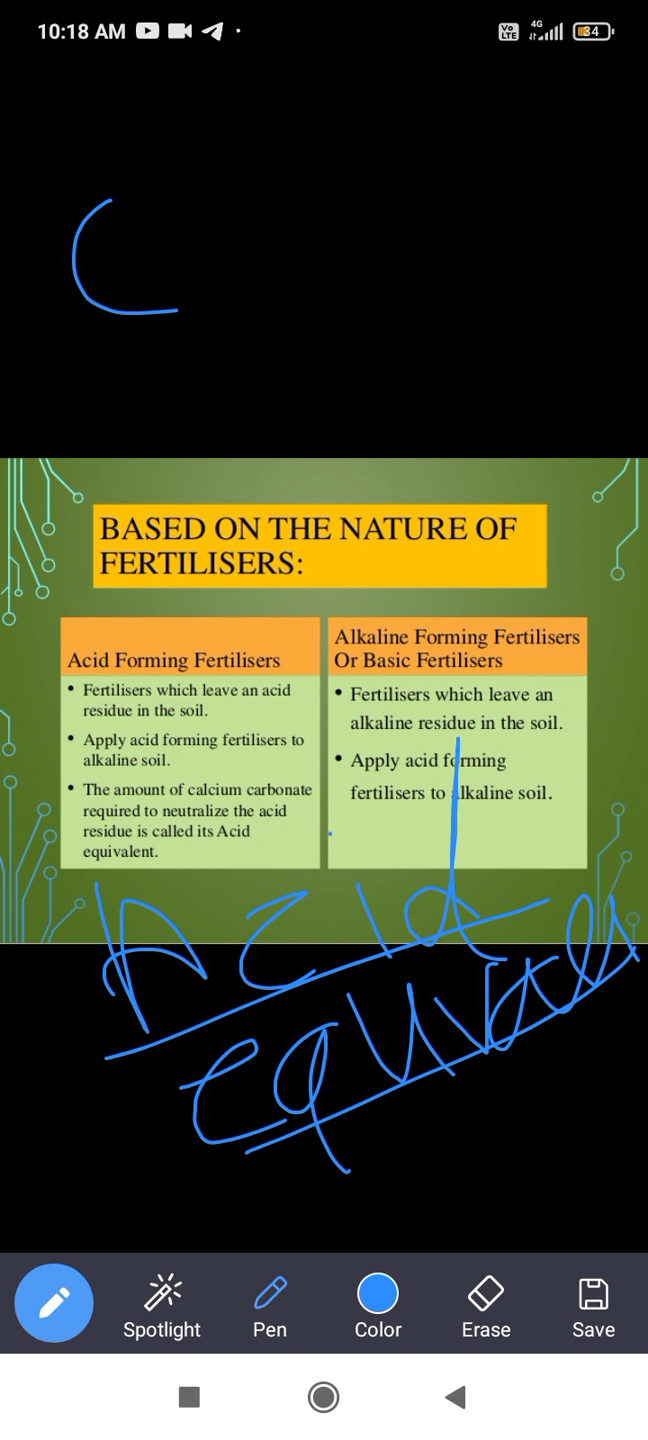 10:18 AM
Vo LTE 4G 34
BASED ON THE NATURE OF
FERTILISERS:
Acid Forming Fertilisers
• Fertilisers which leave an acid
residue in the soil.
• Apply acid forming fertilisers to
alkaline soil.
• The amount of calcium carbonate
required to neutralize the acid
residue is called its Acid
equivalent.
Alkaline Forming Fertilisers
Or Basic Fertilisers
• Fertilisers which leave an
alkaline residue in the soil.
• Apply acid forming
fertilisers to alkaline soil.
Acid
Spotlight Pen Color Erase Save